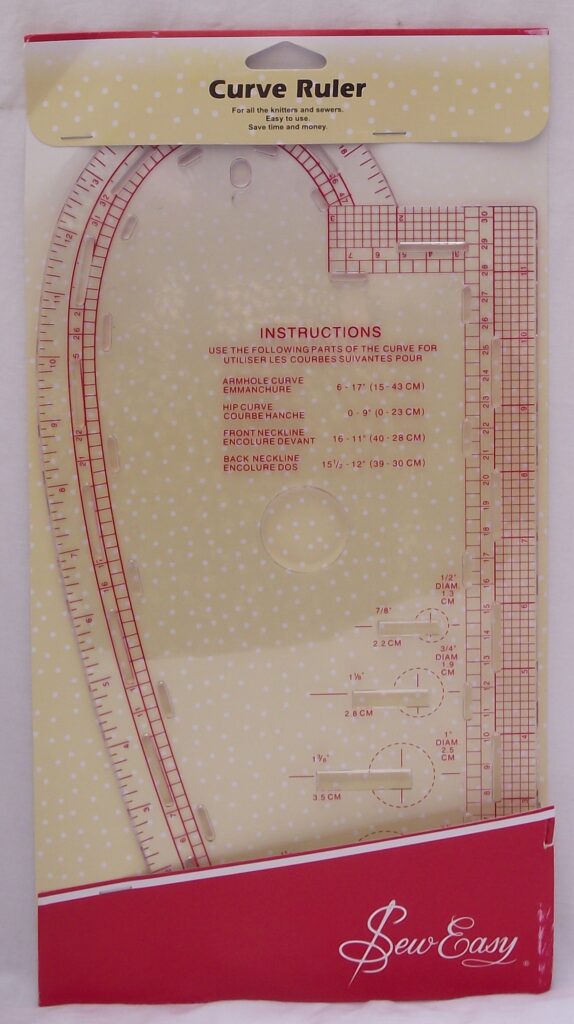 Curve Ruler
For all the knitters and sewers.
Easy to use.
Save time and money.
INSTRUCTIONS
USE THE FOLLOWING PARTS OF THE CURVE FOR
UTILISER LES COURBES SUIVANTES POUR
ARMHOLE CURVE
EMMANCHURE 6 - 17" (15 - 43 CM)
HIP CURVE
COURBE HANCHE 0 - 9" (0 - 23 CM)
FRONT NECKLINE
ENCOLURE DEVANT 16 - 11" (40 - 28 CM)
BACK NECKLINE
ENCOLURE DOS 15½ - 12" (39 - 30 CM)
1/2"
DIAM.
1.3
CM
7/8"
2.2 CM
3/4"
DIAM
1.9
CM
1⅛"
2.8 CM
1"
DIAM.
2.5
CM
1⅜"
3.5 CM
Sew Easy®